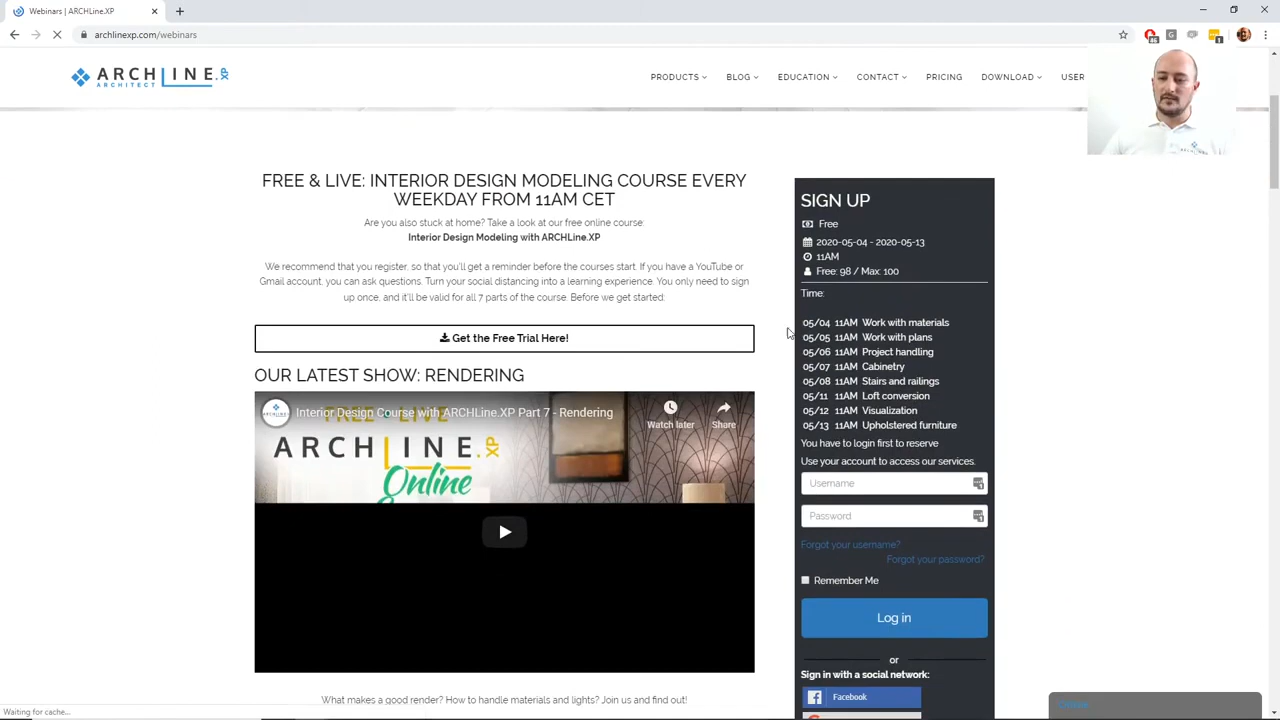 Webinars | ARCHLine.XP
archlinexp.com/webinars
ARCHLINE.XP
ARCHITECT
PRODUCTS
BLOG
EDUCATION
CONTACT
PRICING
DOWNLOAD
USER
FREE & LIVE: INTERIOR DESIGN MODELING COURSE EVERY
WEEKDAY FROM 11AM CET
Are you also stuck at home? Take a look at our free online course:
Interior Design Modeling with ARCHLine.XP
We recommend that you register, so that you'll get a reminder before the courses start. If you have a YouTube or
Gmail account, you can ask questions. Turn your social distancing into a learning experience. You only need to sign
up once, and it'll be valid for all 7 parts of the course. Before we get started:
Get the Free Trial Here!
OUR LATEST SHOW: RENDERING
Interior Design Course with ARCHLine.XP Part 7 - Rendering
Watch later
Share
FREE + LIVE
ARCHLINE.XP
Online
What makes a good render? How to handle materials and lights? Join us and find out!
SIGN UP
Free
2020-05-04 - 2020-05-13
11AM
Free: 98 / Max: 100
Time:
05/04 11AM Work with materials
05/05 11AM Work with plans
05/06 11AM Project handling
05/07 11AM Cabinetry
05/08 11AM Stairs and railings
05/11 11AM Loft conversion
05/12 11AM Visualization
05/13 11AM Upholstered furniture
You have to login first to reserve
Use your account to access our services.
Username
Password
Forgot your username?
Forgot your password?
Remember Me
Log in
or
Sign in with a social network:
Facebook
Waiting for cache...